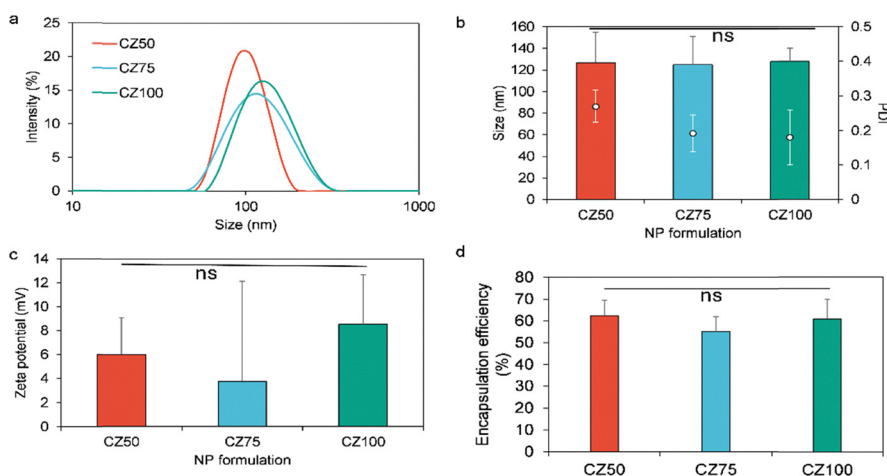 a
CZ50
CZ75
CZ100
Intensity (%)
25
20
15
10
5
0
10
100
1000
Size (nm)
b
ns
Size (nm)
160
140
120
100
80
60
40
20
0
0.5
0.4
0.3
0.2
0.1
0
PDI
CZ50
CZ75
CZ100
NP formulation
c
ns
Zeta potential (mV)
14
12
10
8
6
4
2
0
CZ50
CZ75
CZ100
NP formulation
d
ns
Encapsulation efficiency
(%)
80
70
60
50
40
30
20
10
0
CZ50
CZ75
CZ100